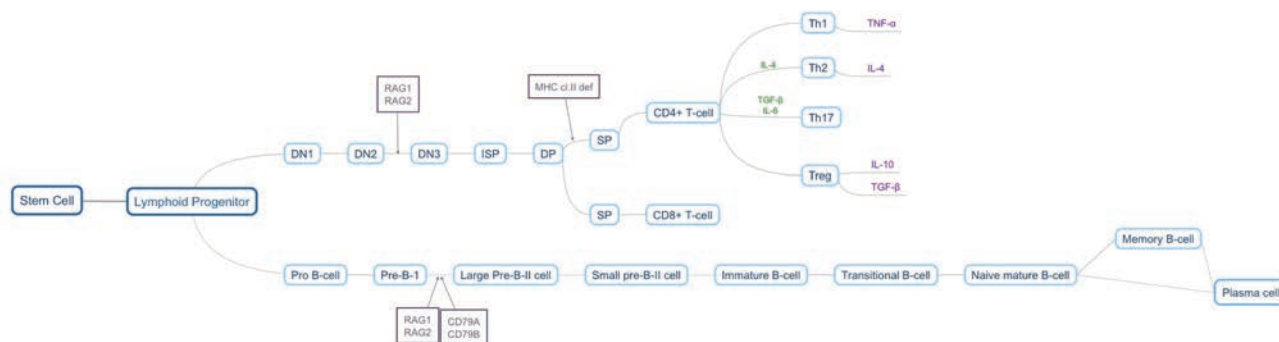 Stem Cell
Lymphoid Progenitor
DN1
DN2
RAG1
RAG2
DN3
ISP
DP
MHC cl.II def
SP
CD4+ T-cell
Th1
TNF-α
IL-4
Th2
IL-4
TGF-β
IL-6
Th17
Treg
IL-10
TGF-β
SP
CD8+ T-cell
Pro B-cell
Pre-B-1
RAG1
RAG2
CD79A
CD79B
Large Pre-B-II cell
Small pre-B-II cell
Immature B-cell
Transitional B-cell
Naive mature B-cell
Memory B-cell
Plasma cell